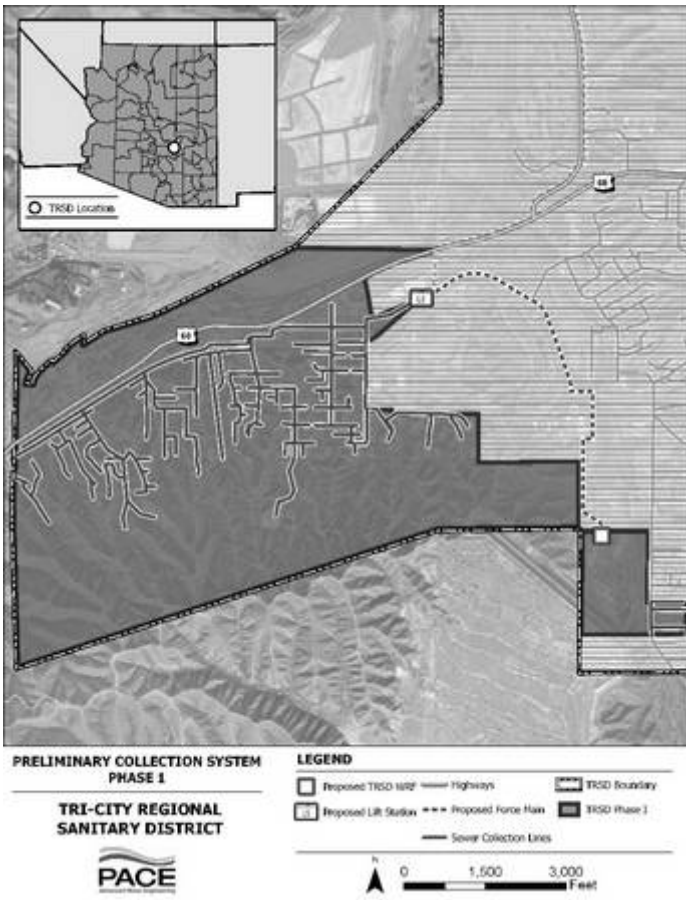 TRSD Location
60
60
LS
PRELIMINARY COLLECTION SYSTEM
PHASE 1
TRI-CITY REGIONAL
SANITARY DISTRICT
PACE
LEGEND
Proposed TRSD WRF
Highways
TRSD Boundary
Proposed Lift Station
Proposed Force Main
TRSD Phase 1
Sewer Collection Lines
N
0 1,500 3,000
Feet